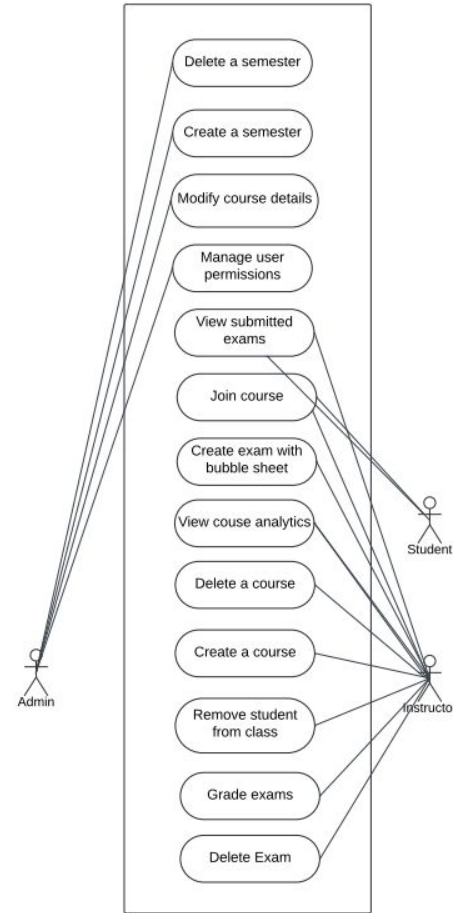 Delete a semester
Create a semester
Modify course details
Manage user
permissions
View submitted
exams
Join course
Create exam with
bubble sheet
View couse analytics
Student
Delete a course
Create a course
Admin
Instructo
Remove student
from class
Grade exams
Delete Exam